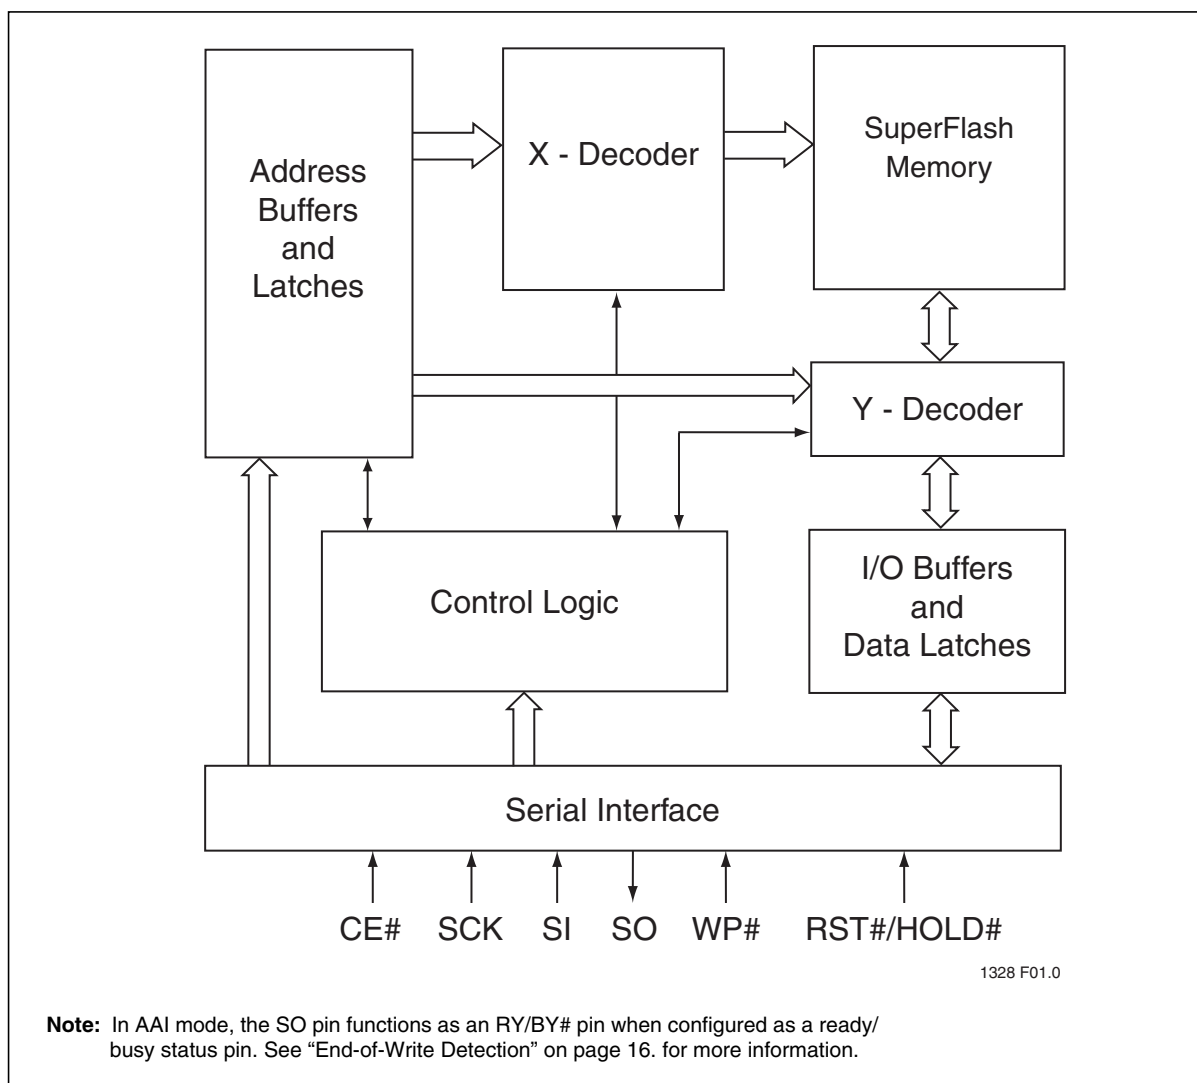 Address
Buffers
and
Latches
X - Decoder
SuperFlash
Memory
Y - Decoder
Control Logic
I/O Buffers
and
Data Latches
Serial Interface
CE# SCK SI SO WP# RST#/HOLD#
1328 F01.0
Note: In AAI mode, the SO pin functions as an RY/BY# pin when configured as a ready/
busy status pin. See “End-of-Write Detection” on page 16. for more information.